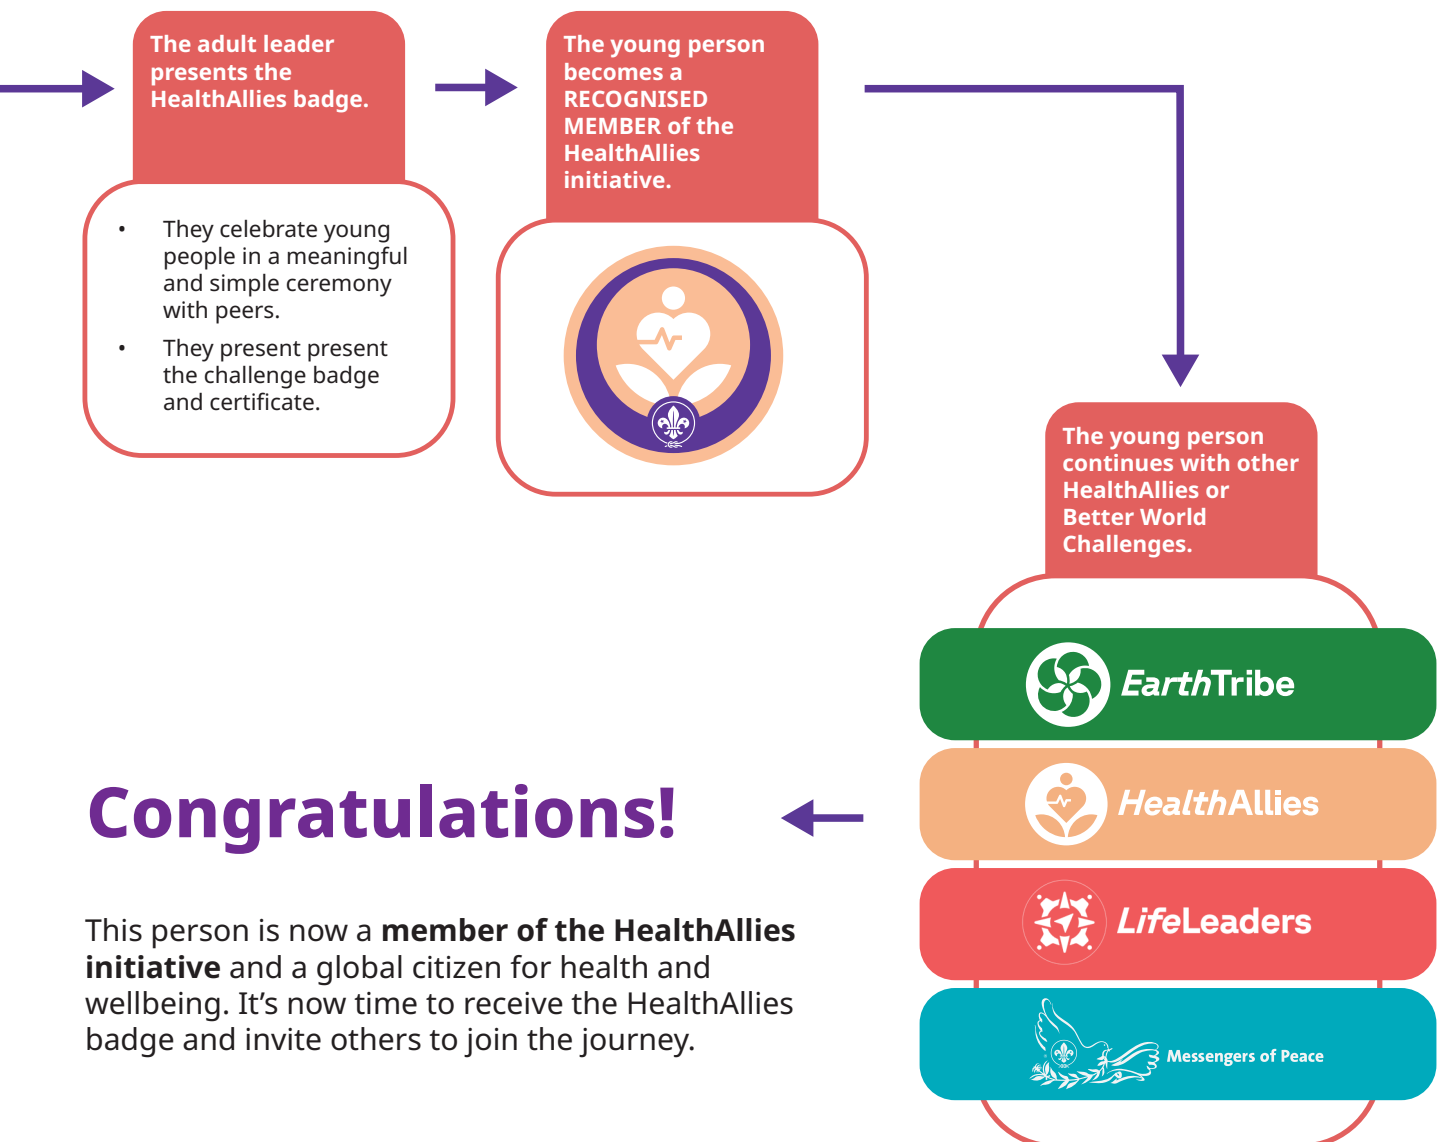 The adult leader
presents the
HealthAllies badge.
• They celebrate young
people in a meaningful
and simple ceremony
with peers.
• They present present
the challenge badge
and certificate.
The young person
becomes a
RECOGNISED
MEMBER of the
HealthAllies
initiative.
The young person
continues with other
HealthAllies or
Better World
Challenges.
EarthTribe
HealthAllies
LifeLeaders
Messengers of Peace
Congratulations!
This person is now a member of the HealthAllies
initiative and a global citizen for health and
wellbeing. It’s now time to receive the HealthAllies
badge and invite others to join the journey.